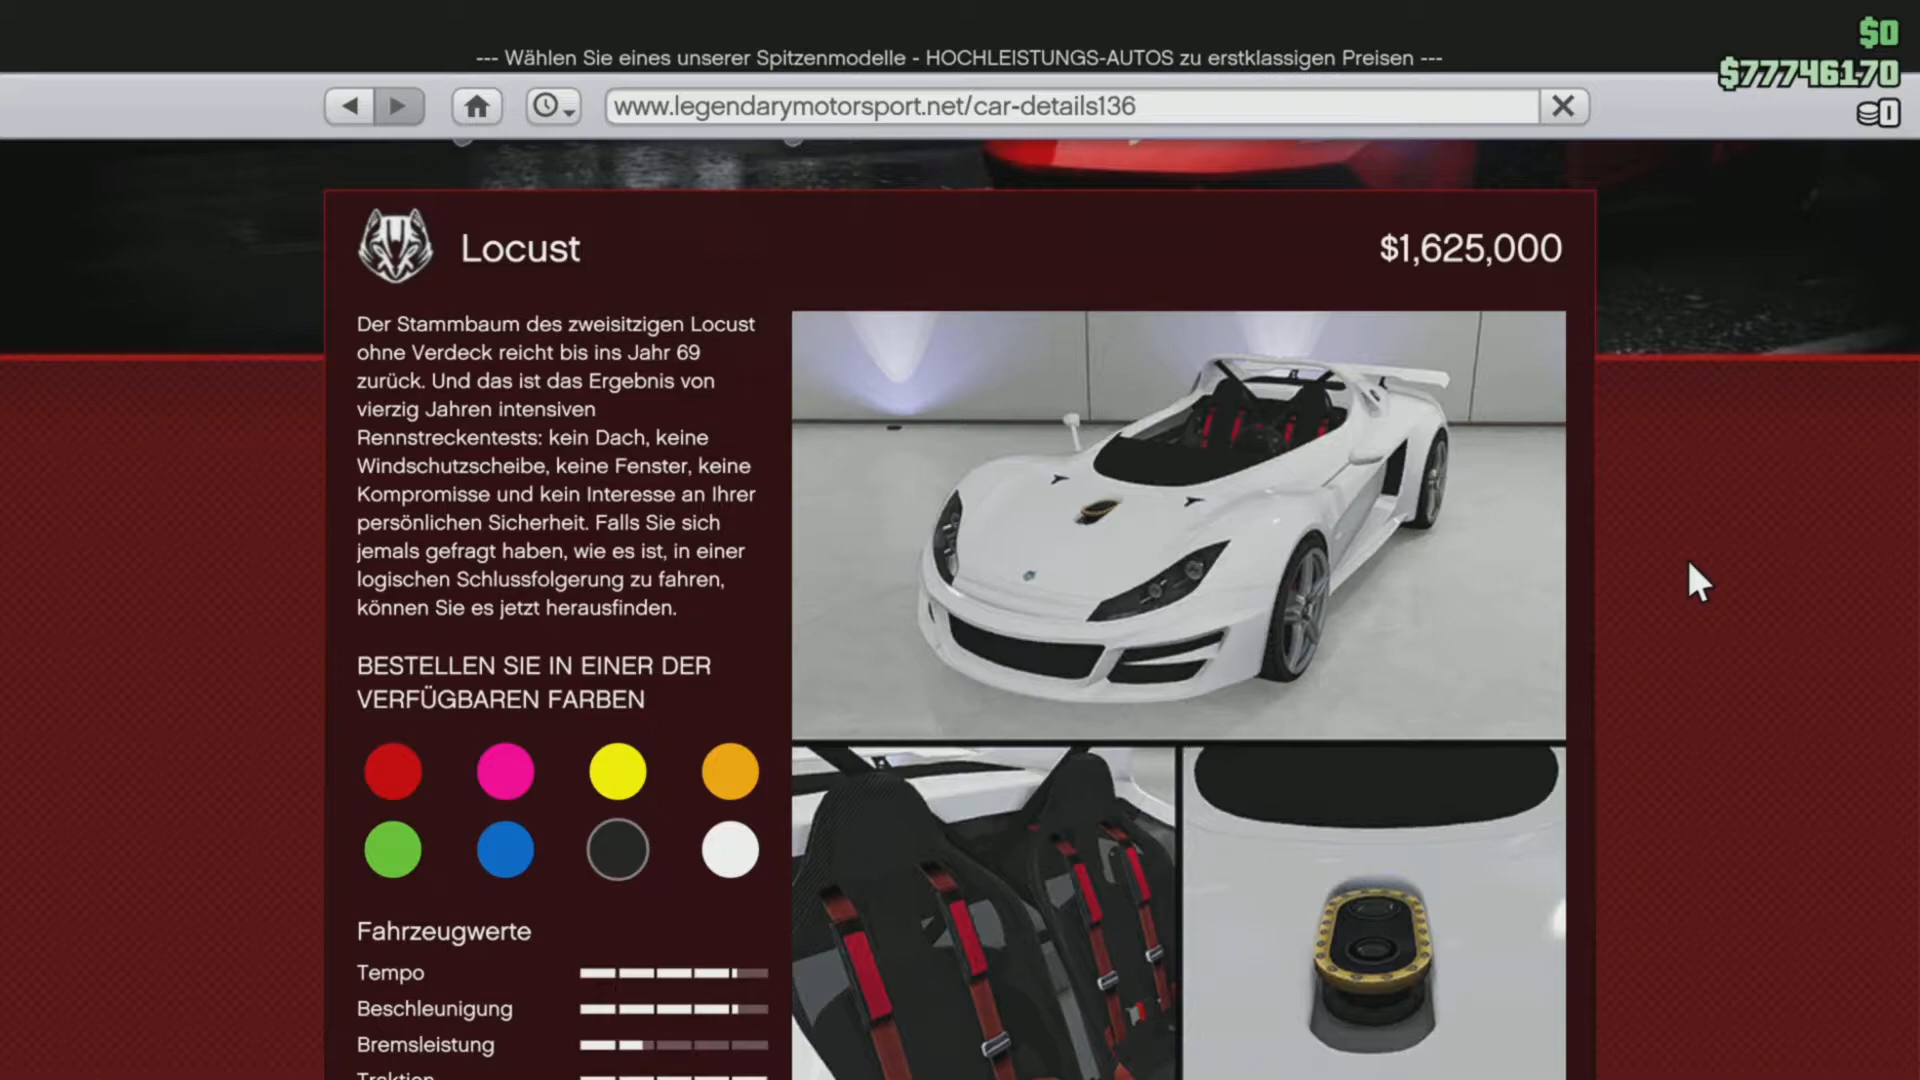 --- Wählen Sie eines unserer Spitzenmodelle - HOCHLEISTUNGS-AUTOS zu erstklassigen Preisen ---
$0
$77746170
0
www.legendarymotorsport.net/car-details136
Locust
$1,625,000
Der Stammbaum des zweisitzigen Locust
ohne Verdeck reicht bis ins Jahr 69
zurück. Und das ist das Ergebnis von
vierzig Jahren intensiven
Rennstreckentests: kein Dach, keine
Windschutzscheibe, keine Fenster, keine
Kompromisse und kein Interesse an Ihrer
persönlichen Sicherheit. Falls Sie sich
jemals gefragt haben, wie es ist, in einer
logischen Schlussfolgerung zu fahren,
können Sie es jetzt herausfinden.
BESTELLEN SIE IN EINER DER
VERFÜGBAREN FARBEN
Fahrzeugwerte
Tempo
Beschleunigung
Bremsleistung
Traktion